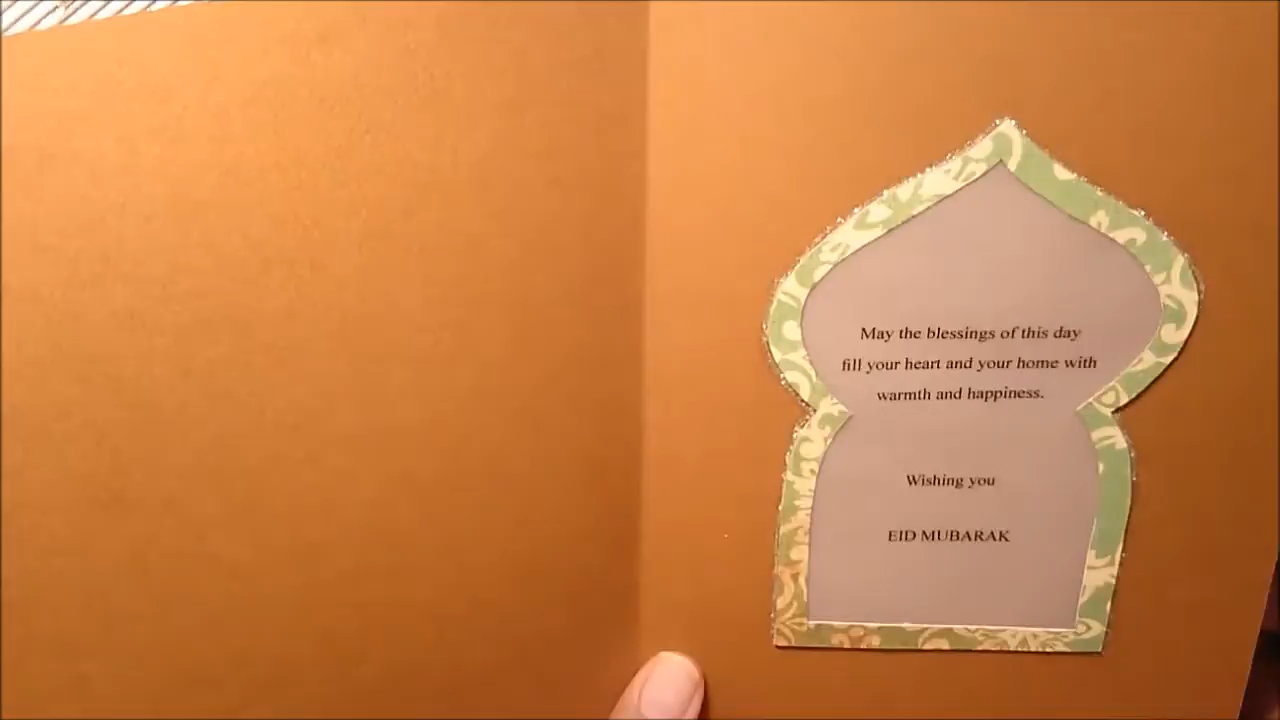 May the blessings of this day
fill your heart and your home with
warmth and happiness.
Wishing you
EID MUBARAK